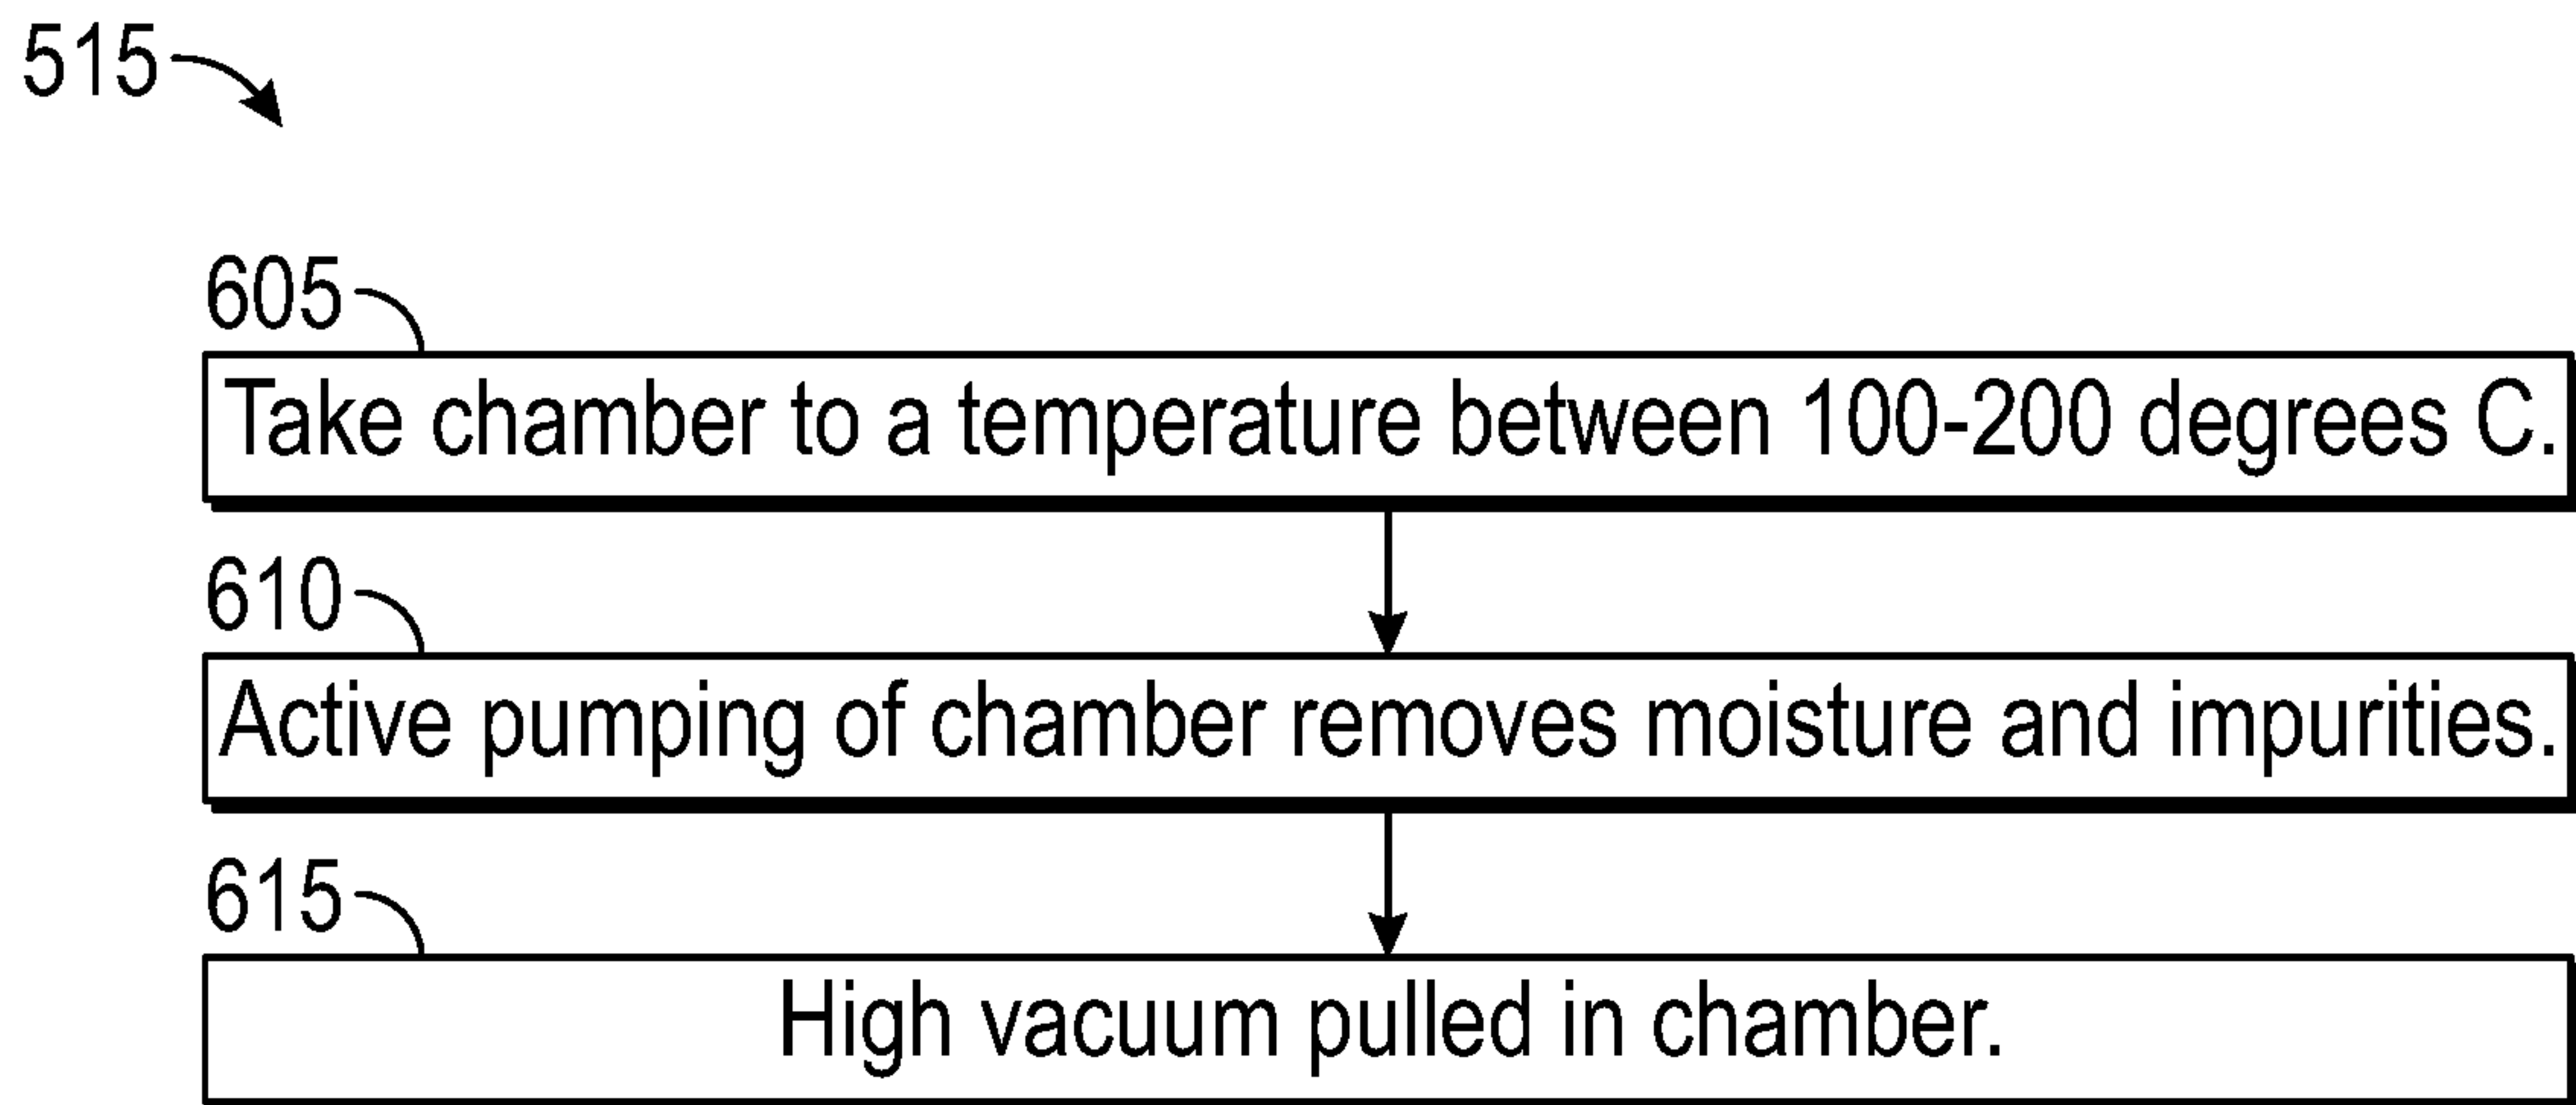 515
605
Take chamber to a temperature between 100-200 degrees C.
610
Active pumping of chamber removes moisture and impurities.
615
High vacuum pulled in chamber.